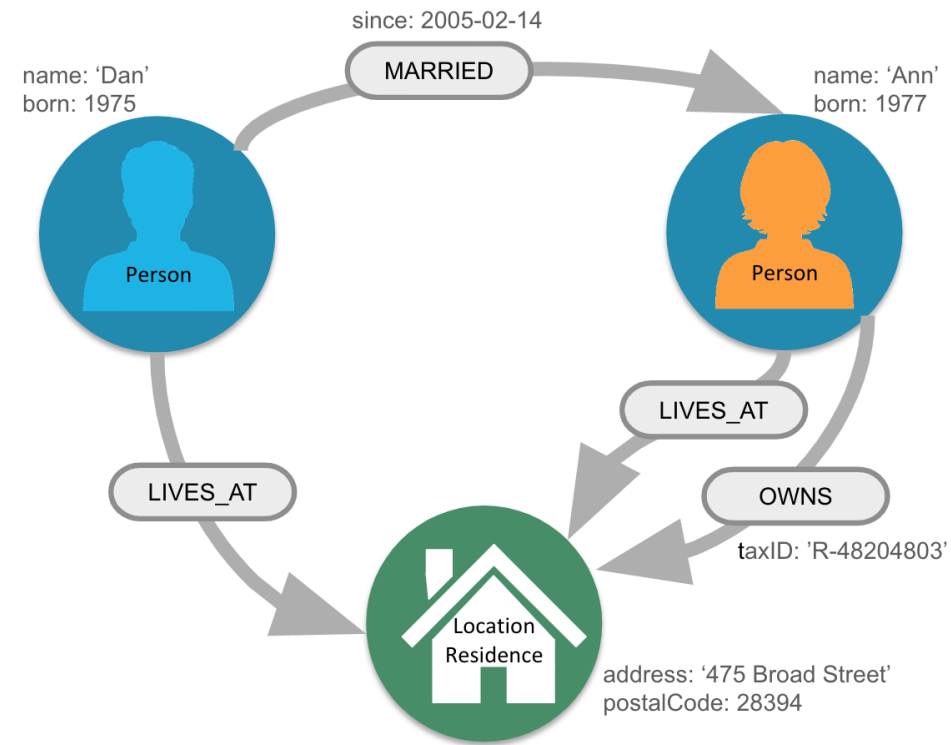 since: 2005-02-14
MARRIED
name: ‘Dan’
born: 1975
name: ‘Ann’
born: 1977
Person
Person
LIVES_AT
LIVES_AT
OWNS
taxID: ’R-48204803’
Location
Residence
address: ‘475 Broad Street’
postalCode: 28394